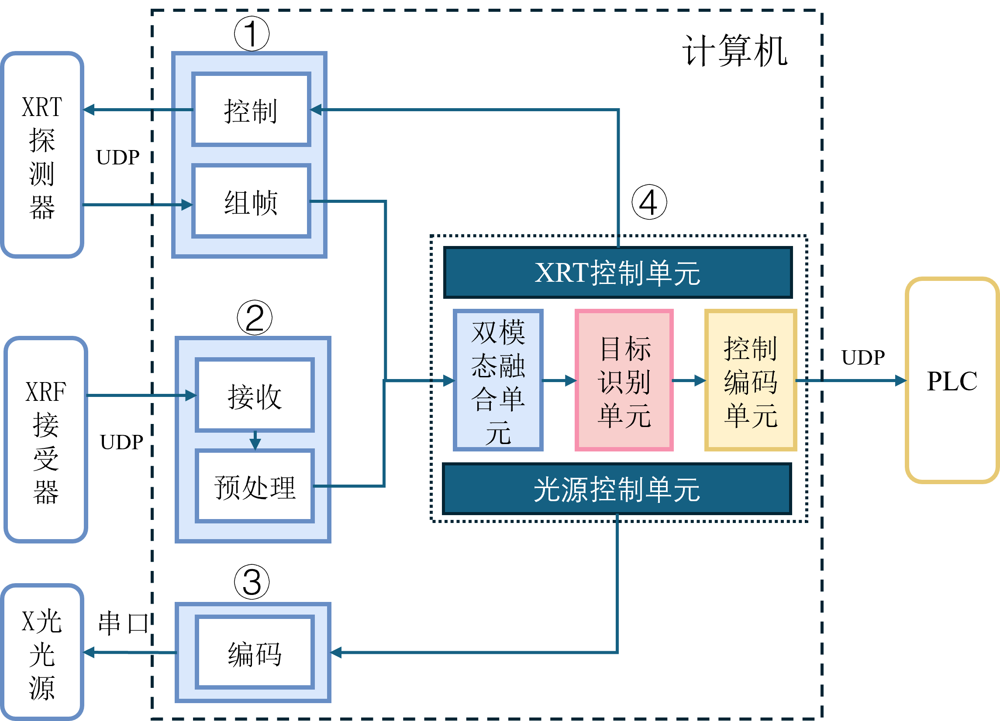 计算机
①
XRT
探
测
器
UDP
控制
组帧
②
XRF
接
受
器
UDP
接收
预处理
③
X光
光
源
串口
编码
④
XRT控制单元
双模
态融
合单
元
目标
识别
单元
控制
编码
单元
光源控制单元
UDP
PLC